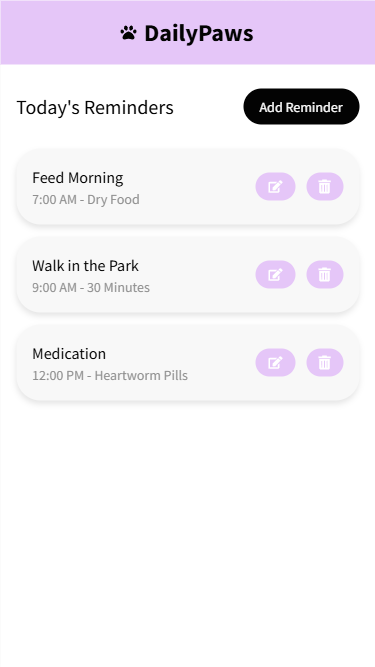 DailyPaws
Today's Reminders
Add Reminder
Feed Morning
7:00 AM - Dry Food
Walk in the Park
9:00 AM - 30 Minutes
Medication
12:00 PM - Heartworm Pills